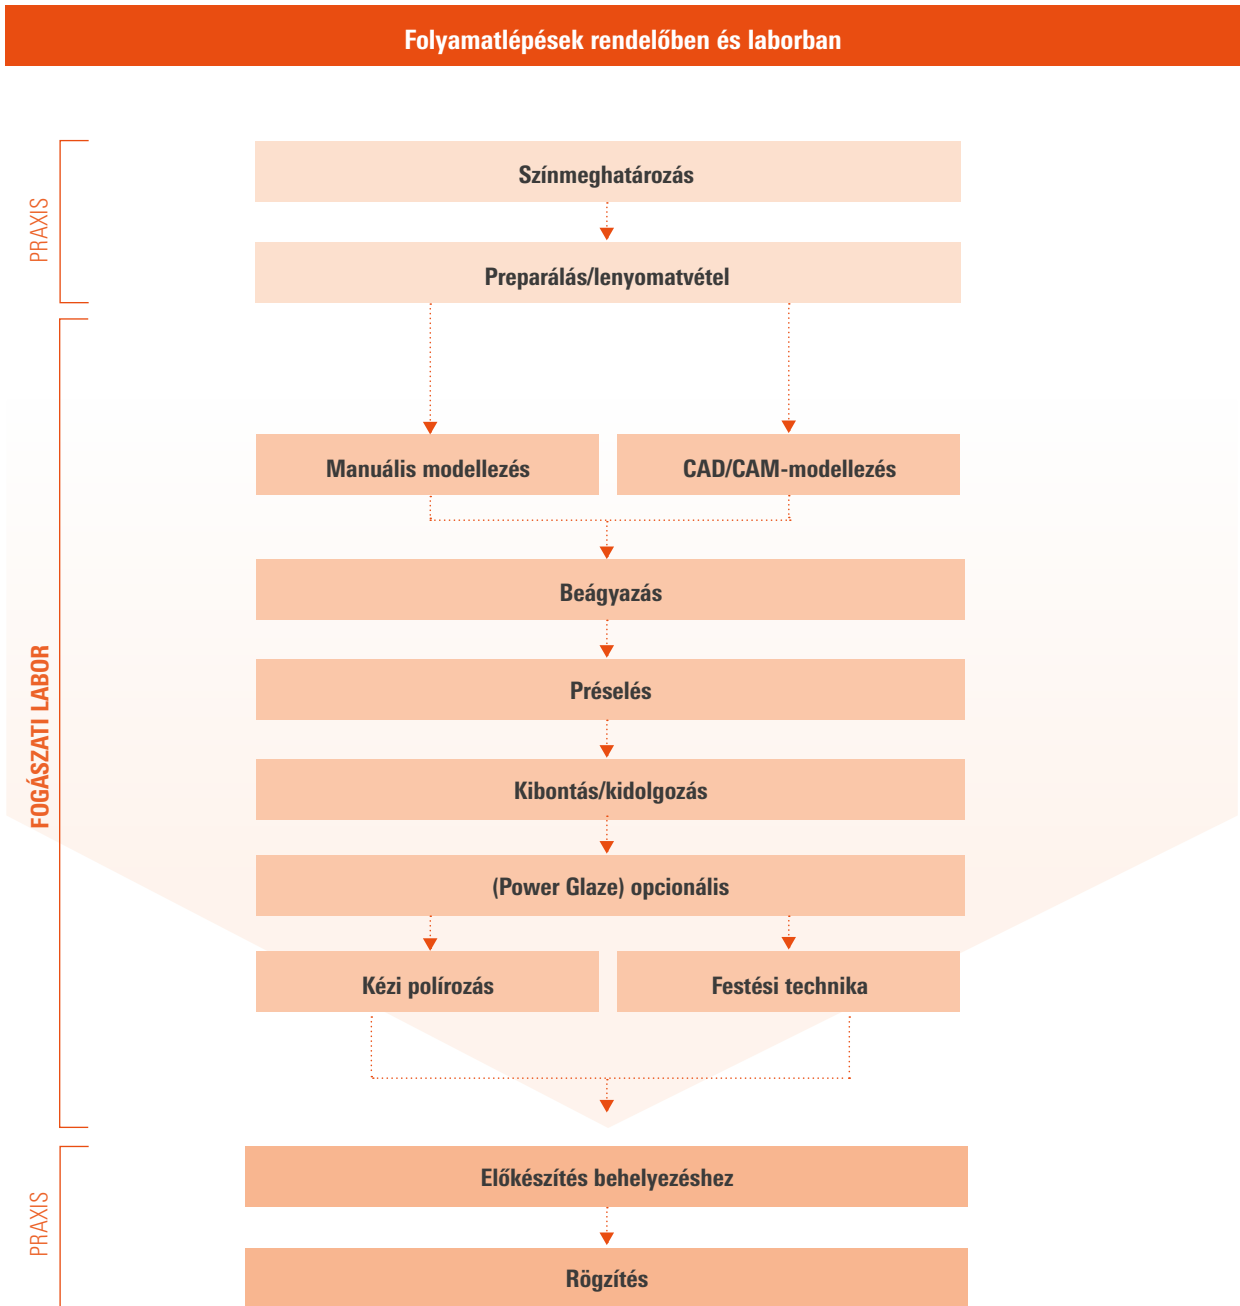 Folyamatlépések rendelőben és laborban
PRAXIS
Színmeghatározás
Preparálás/lenyomatvétel
FOGÁSZATI LABOR
Manuális modellezés
CAD/CAM-modellezés
Beágyazás
Préselés
Kibontás/kidolgozás
(Power Glaze) opcionális
Kézi polírozás
Festési technika
PRAXIS
Előkészítés behelyezéshez
Rögzítés